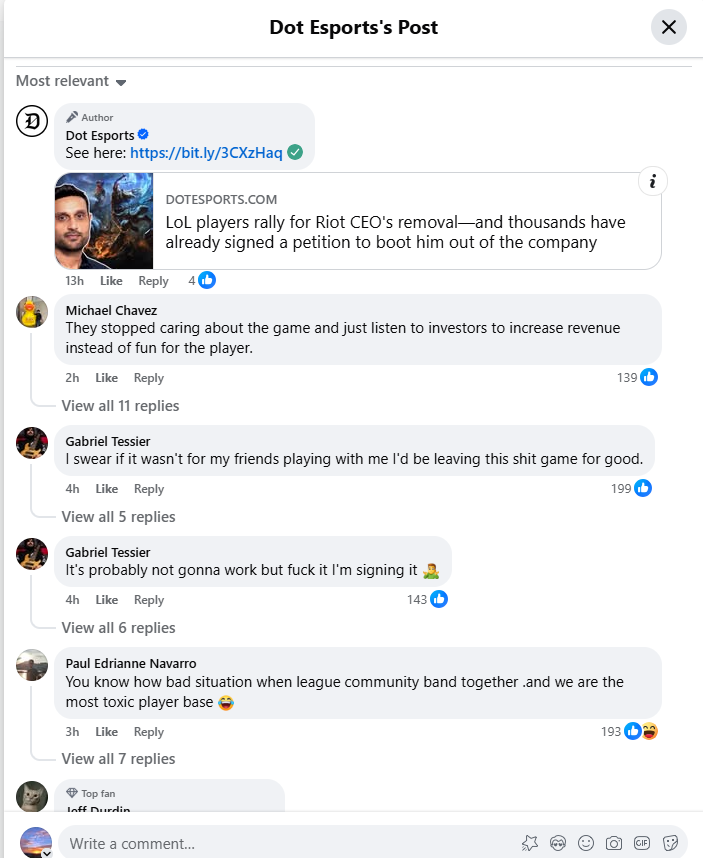 Dot Esports's Post
Most relevant
Author
Dot Esports
See here: https://bit.ly/3CXzHaq
DOTESPORTS.COM
LoL players rally for Riot CEO's removal—and thousands have
already signed a petition to boot him out of the company
13h Like Reply 4
Michael Chavez
They stopped caring about the game and just listen to investors to increase revenue
instead of fun for the player.
2h Like Reply 139
View all 11 replies
Gabriel Tessier
I swear if it wasn't for my friends playing with me I'd be leaving this shit game for good.
4h Like Reply 199
View all 5 replies
Gabriel Tessier
It's probably not gonna work but fuck it I'm signing it 🤷‍♂️
4h Like Reply 143
View all 6 replies
Paul Edrianne Navarro
You know how bad situation when league community band together .and we are the
most toxic player base 😂
3h Like Reply 193
View all 7 replies
Top fan
Jeff Durdin
Write a comment...
GIF